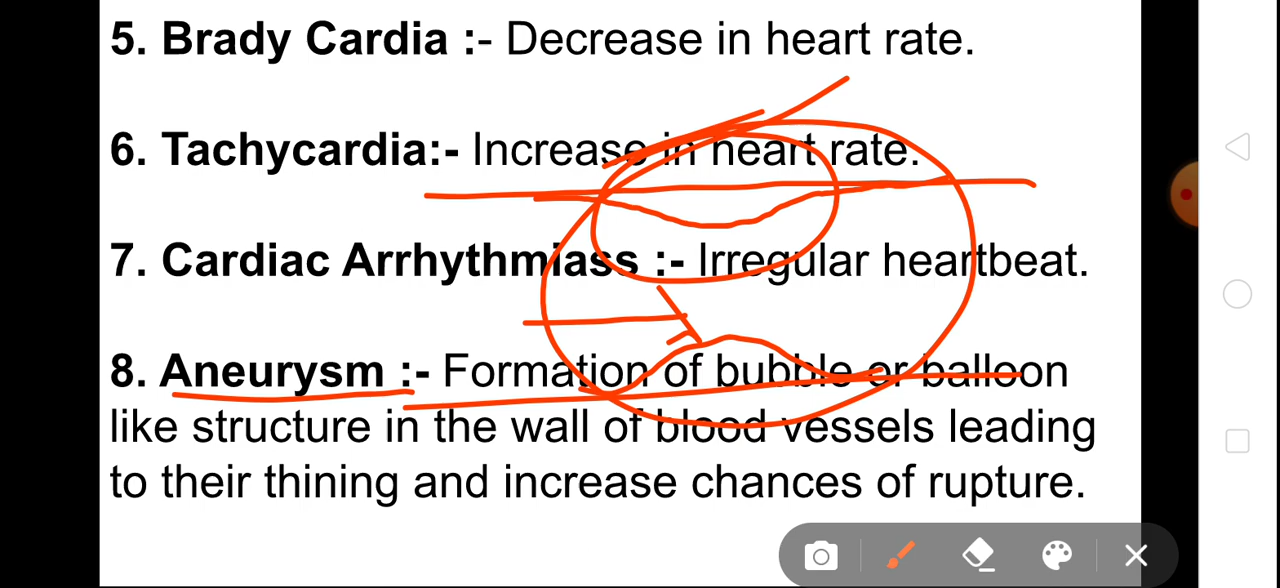 5. Brady Cardia :- Decrease in heart rate.
6. Tachycardia:- Increase in heart rate.
7. Cardiac Arrhythmiass :- Irregular heartbeat.
8. Aneurysm :- Formation of bubble or balloon
like structure in the wall of blood vessels leading
to their thining and increase chances of rupture.